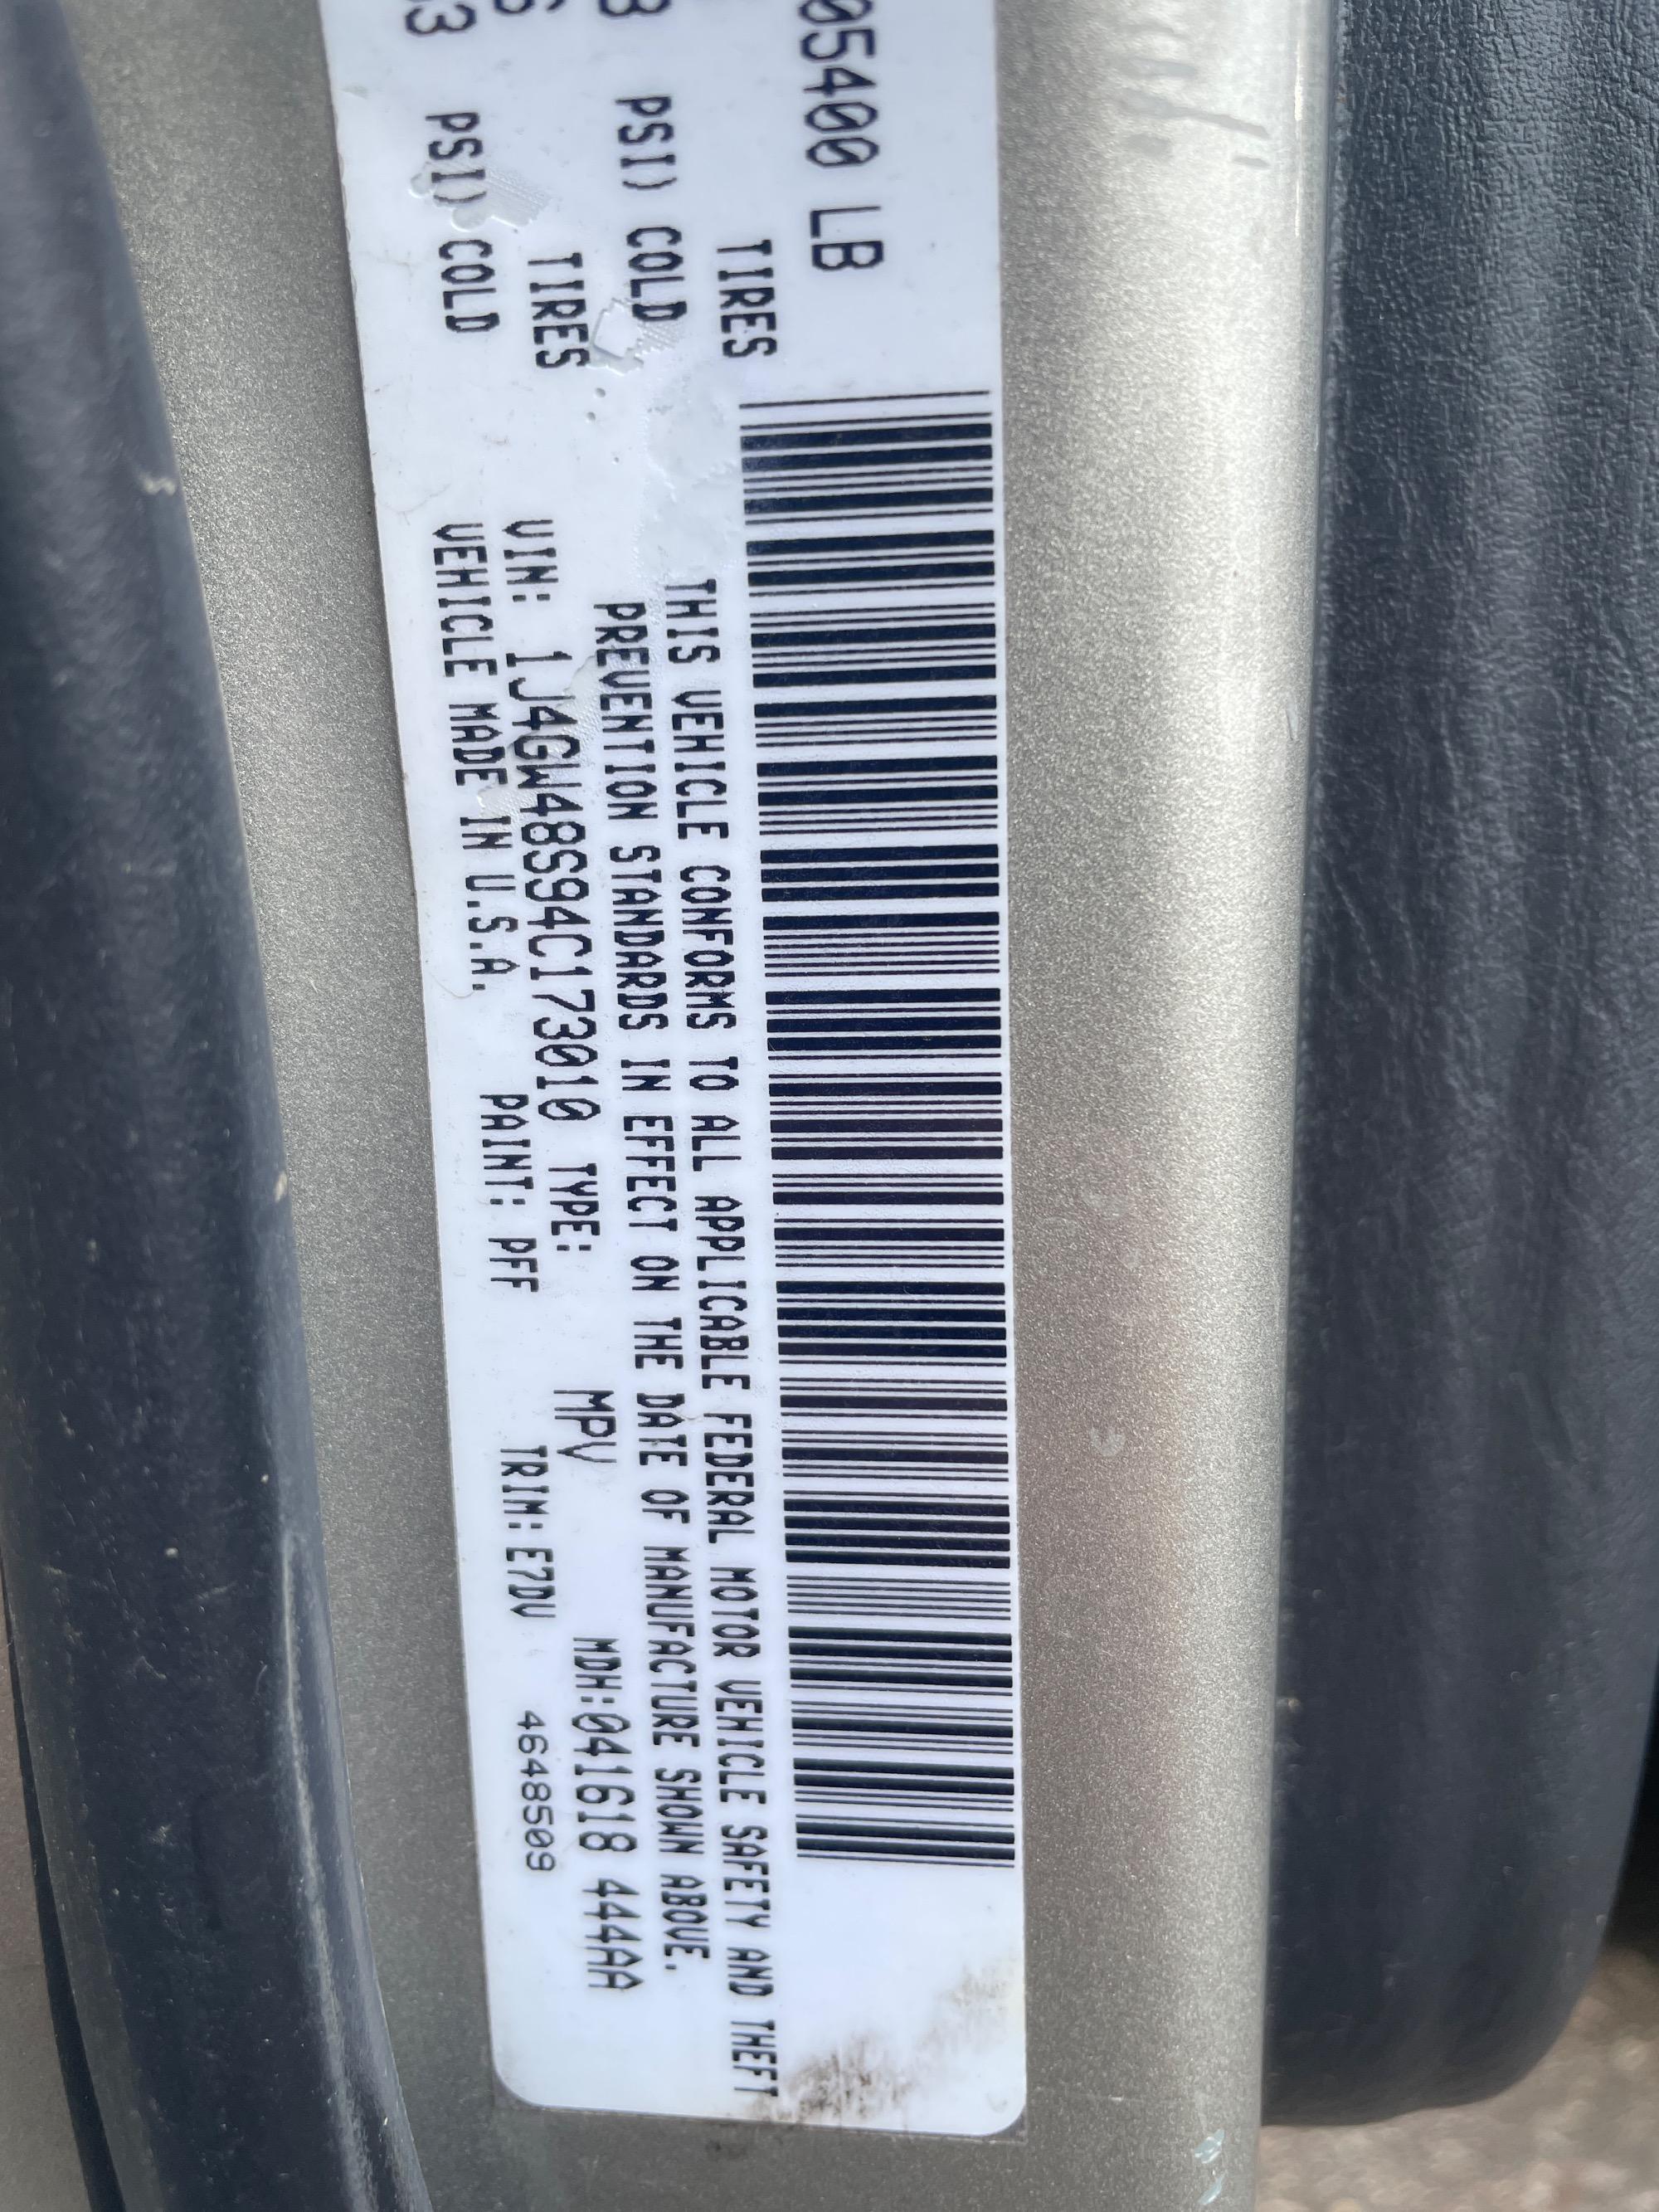 05400 LB
TIRES
PSI) COLD
TIRES
PSI) COLD
THIS VEHICLE CONFORMS TO ALL APPLICABLE FEDERAL MOTOR VEHICLE SAFETY AND THEFT
PREVENTION STANDARDS IN EFFECT ON THE DATE OF MANUFACTURE SHOWN ABOVE.
VIN: 1J4GW48S94C173010 TYPE: MPV MDH:041618 444AA
VEHICLE MADE IN U.S.A. PAINT: PFF TRIM: E7DV 4648509